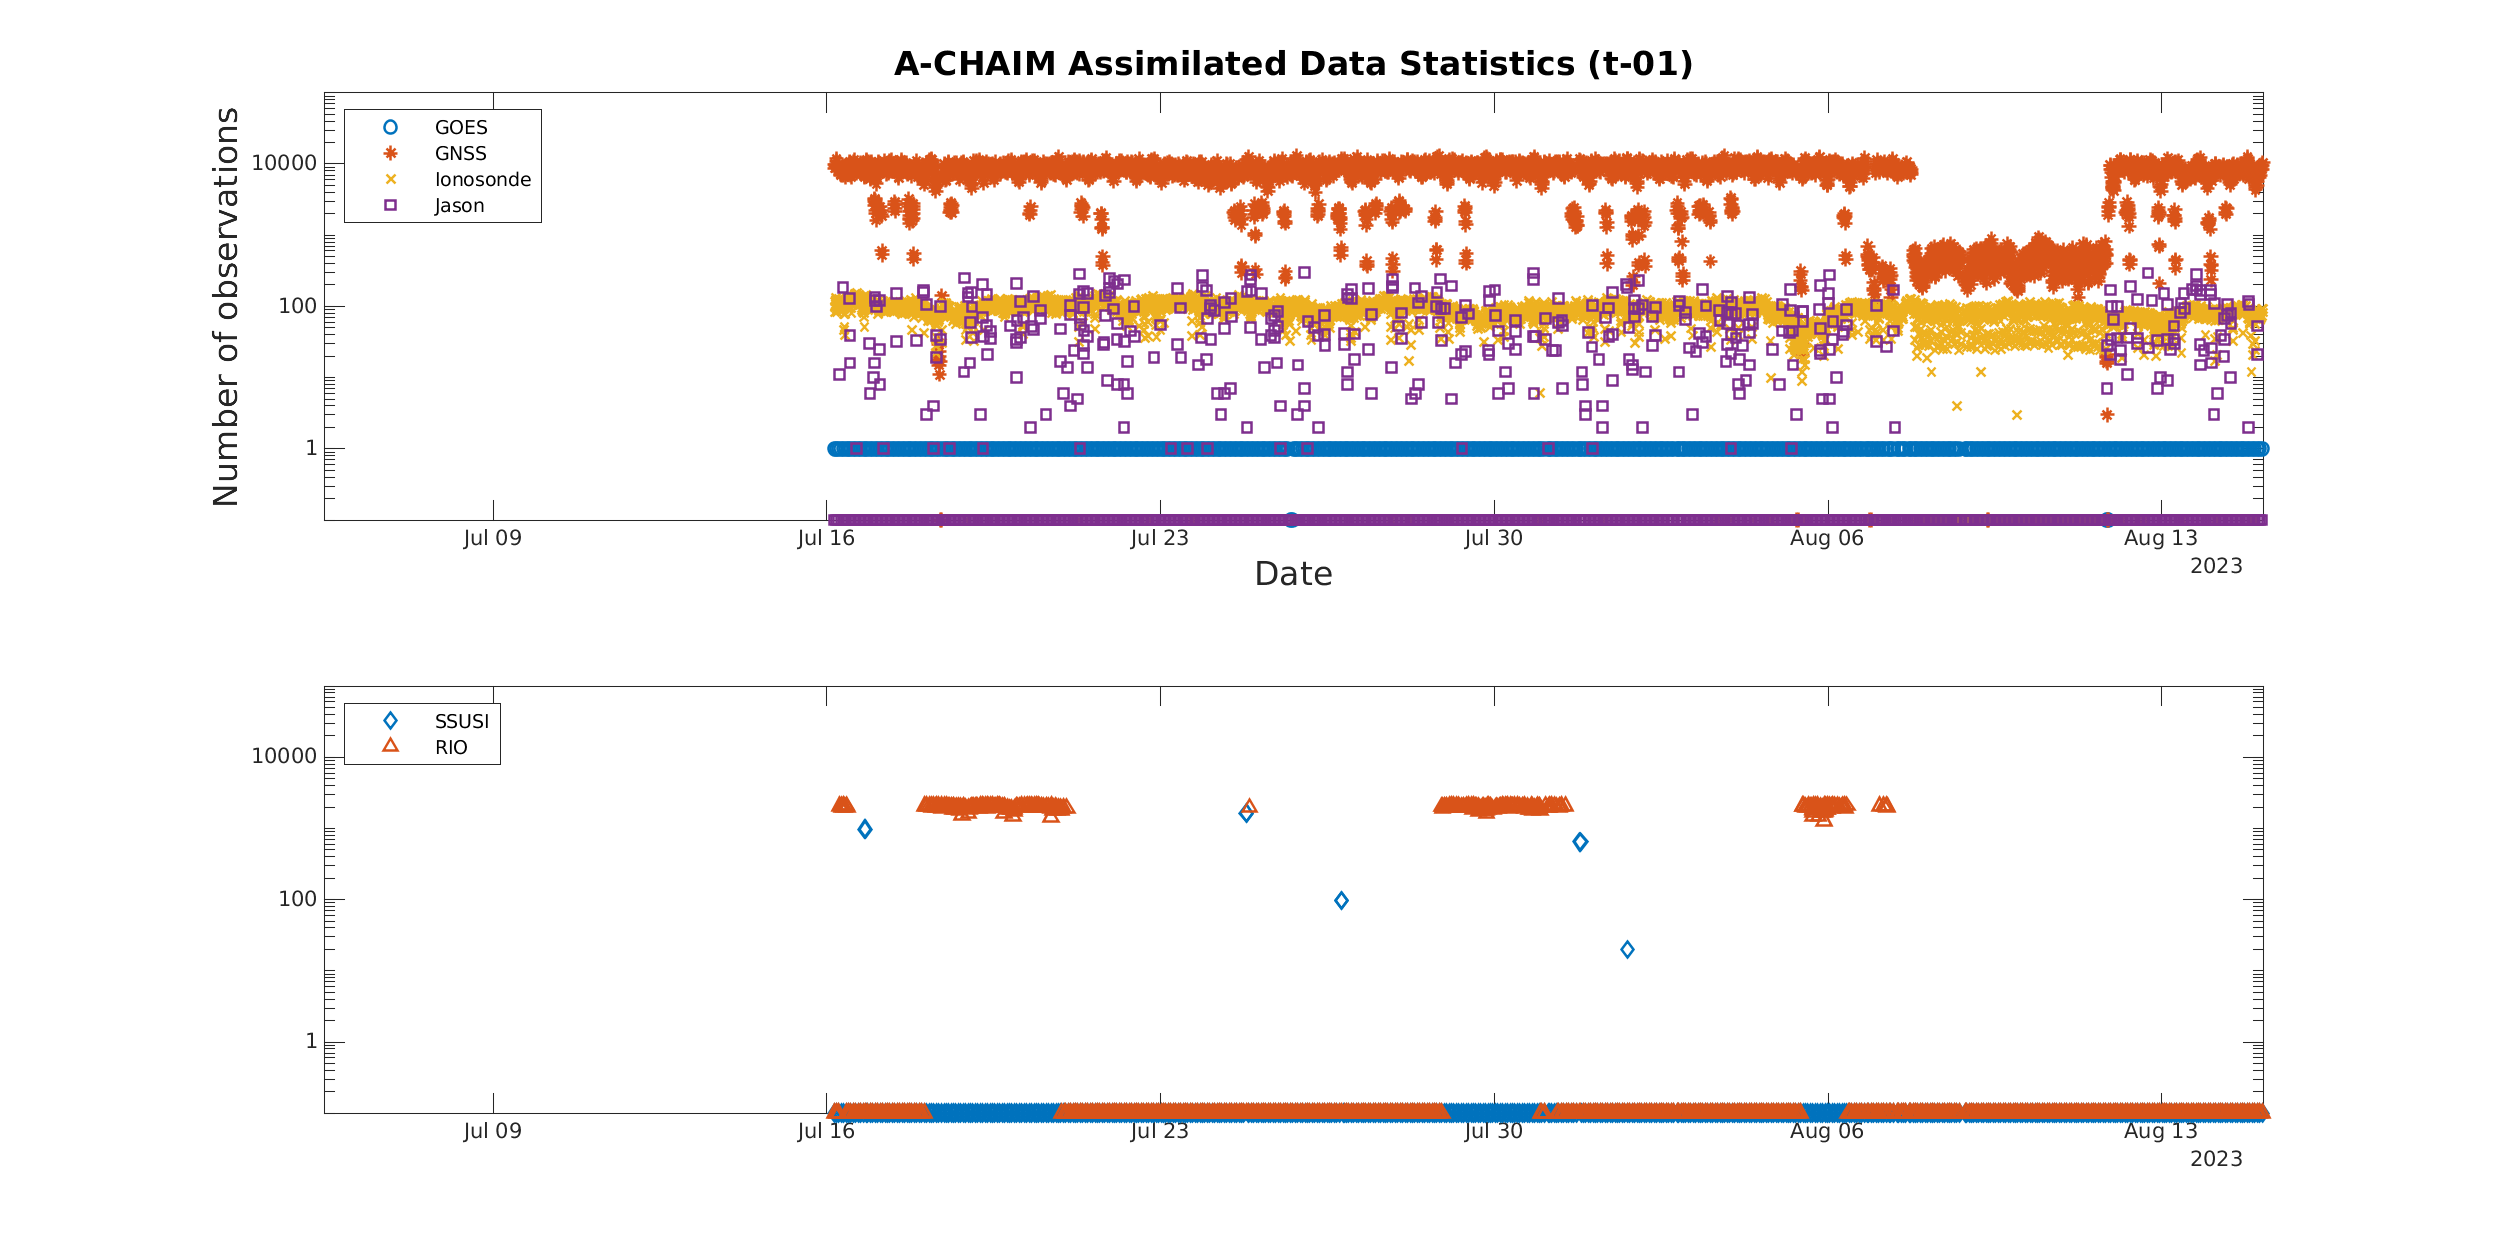 A-CHAIM Assimilated Data Statistics (t-01)
Number of observations
10000
100
1
GOES
GNSS
Ionosonde
Jason
Jul 09
Jul 16
Jul 23
Jul 30
Aug 06
Aug 13
2023
Date
10000
100
1
SSUSI
RIO
Jul 09
Jul 16
Jul 23
Jul 30
Aug 06
Aug 13
2023